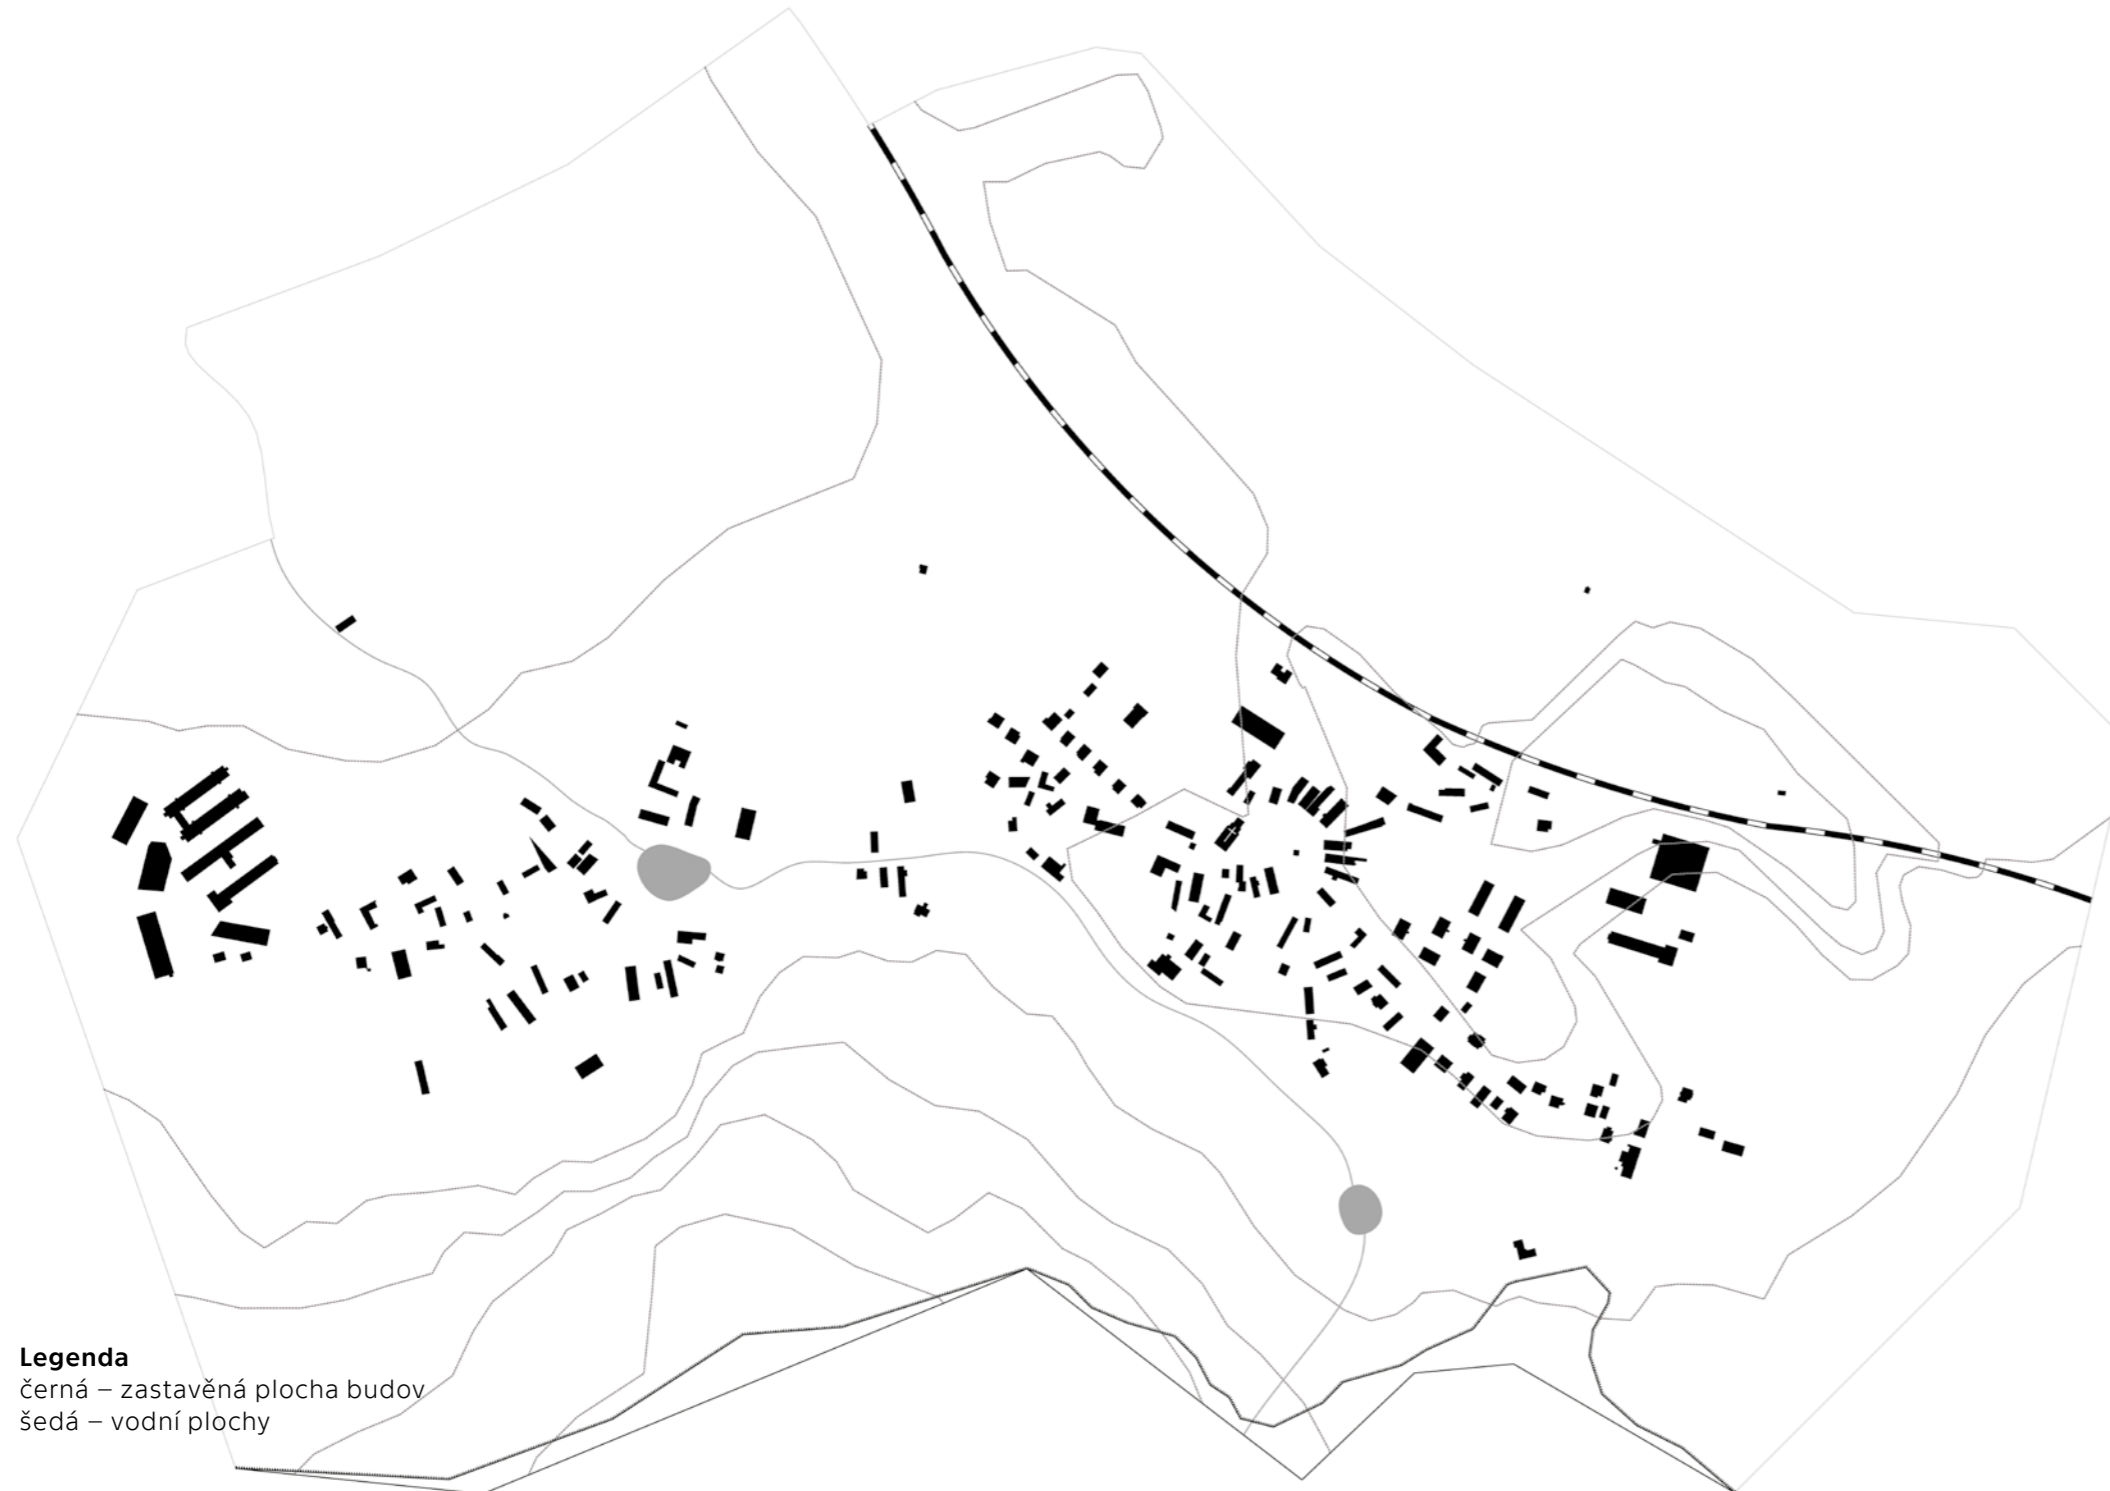 Legenda
černá – zastavěná plocha budov
šedá – vodní plochy